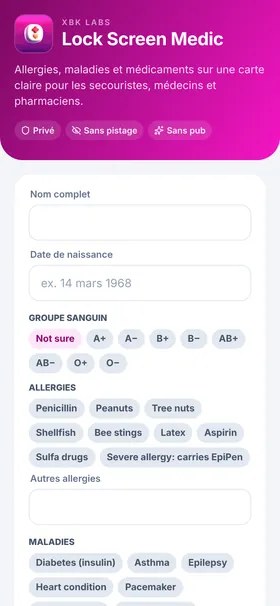 XBK LABS
Lock Screen Medic
Allergies, maladies et médicaments sur une carte
claire pour les secouristes, médecins et
pharmaciens.
Privé Sans pistage Sans pub
Nom complet
Date de naissance
ex. 14 mars 1968
GROUPE SANGUIN
Not sure A+ A− B+ B− AB+
AB− O+ O−
ALLERGIES
Penicillin Peanuts Tree nuts
Shellfish Bee stings Latex Aspirin
Sulfa drugs Severe allergy: carries EpiPen
Autres allergies
MALADIES
Diabetes (insulin) Asthma Epilepsy
Heart condition Pacemaker